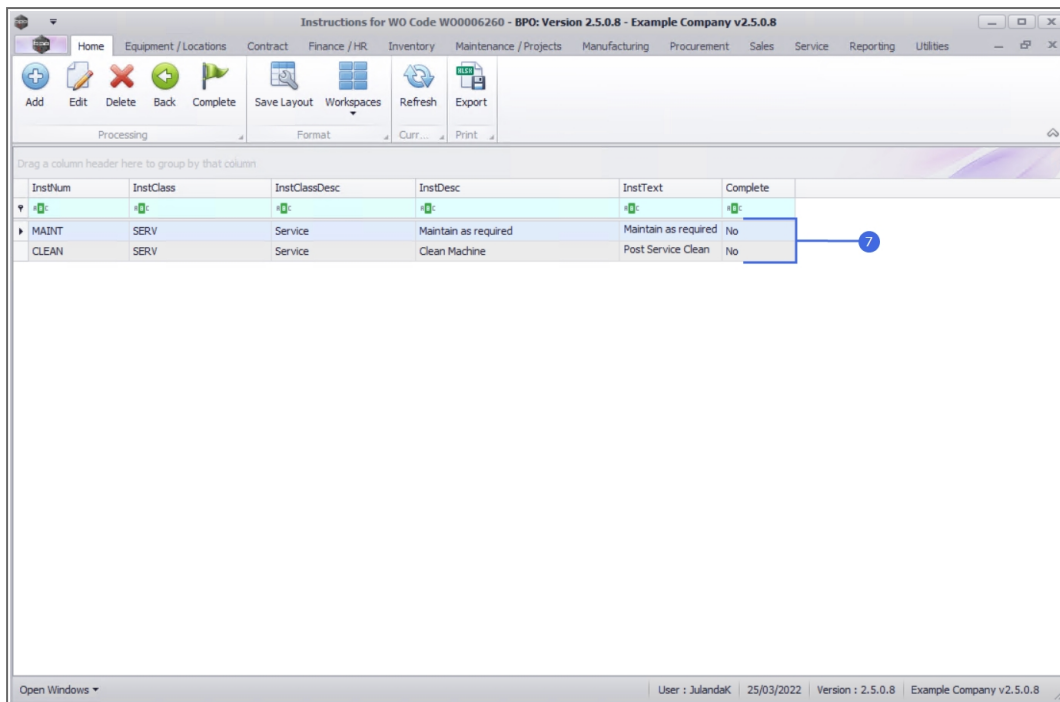 Instructions for WO Code WO0006260 - BPO: Version 2.5.0.8 - Example Company v2.5.0.8
Home Equipment / Locations Contract Finance / HR Inventory Maintenance / Projects Manufacturing Procurement Sales Service Reporting Utilities
Add Edit Delete Back Complete Save Layout Workspaces Refresh Export
Processing Format Curr... Print
Drag a column header here to group by that column
InstNum InstClass InstClassDesc InstDesc InstText Complete
MAINT SERV Service Maintain as required Maintain as required No
7
CLEAN SERV Service Clean Machine Post Service Clean No
Open Windows User : JulandaK 25/03/2022 Version : 2.5.0.8 Example Company v2.5.0.8